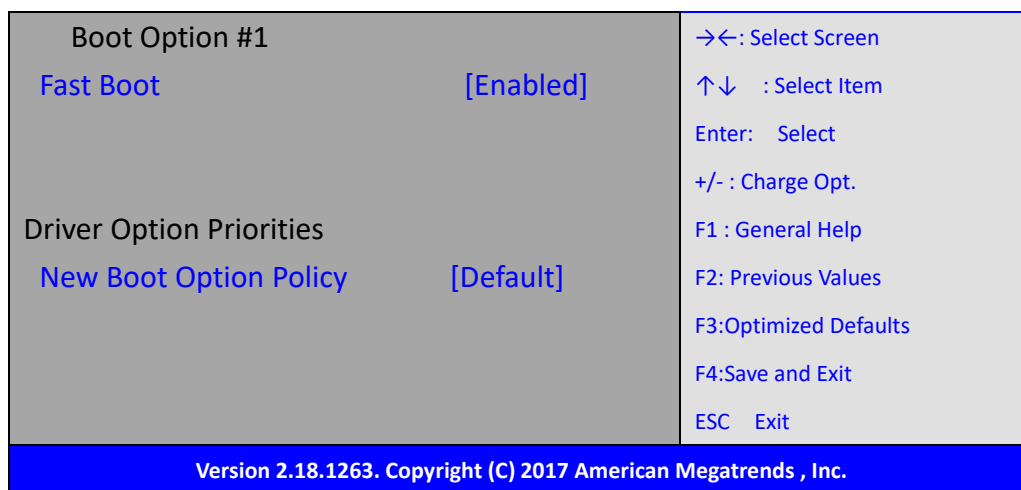 Boot Option #1
Fast Boot [Enabled]
Driver Option Priorities
New Boot Option Policy [Default]
→←: Select Screen
↑↓ : Select Item
Enter: Select
+/- : Charge Opt.
F1 : General Help
F2: Previous Values
F3:Optimized Defaults
F4:Save and Exit
ESC Exit
Version 2.18.1263. Copyright (C) 2017 American Megatrends , Inc.